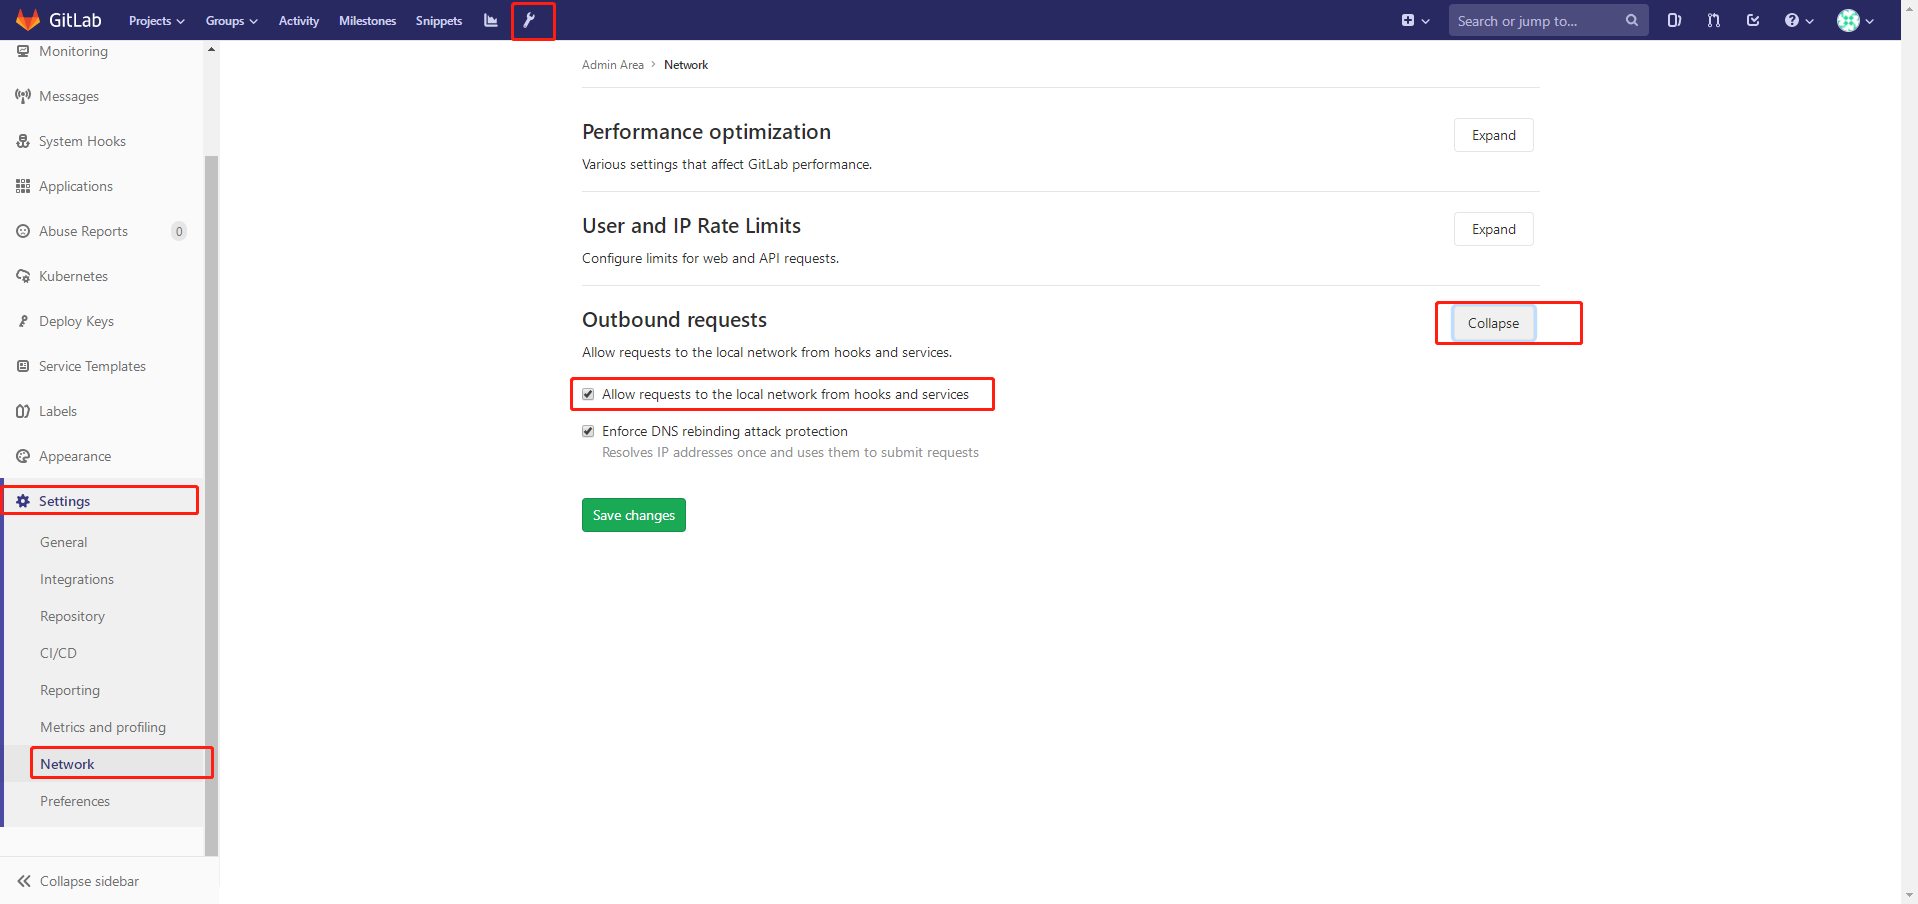 GitLab Projects Groups Activity Milestones Snippets Search or jump to...
Monitoring
Messages
System Hooks
Applications
Abuse Reports 0
Kubernetes
Deploy Keys
Service Templates
Labels
Appearance
Settings
General
Integrations
Repository
CI/CD
Reporting
Metrics and profiling
Network
Preferences
Collapse sidebar
Admin Area › Network
Performance optimization
Expand
Various settings that affect GitLab performance.
User and IP Rate Limits
Expand
Configure limits for web and API requests.
Outbound requests
Collapse
Allow requests to the local network from hooks and services.
Allow requests to the local network from hooks and services
Enforce DNS rebinding attack protection
Resolves IP addresses once and uses them to submit requests
Save changes